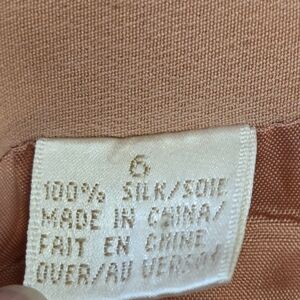 6
100% SILK/SOIE
MADE IN CHINA/
FAIT EN CHINE
OVER/AU VERSO